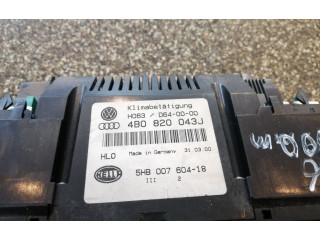 Klimabetätigung
H063 / D64-00-00
4B0 820 043J
Made in Germany 31 03.00
HLO
HELLA 5HB 007 604-18
III 2